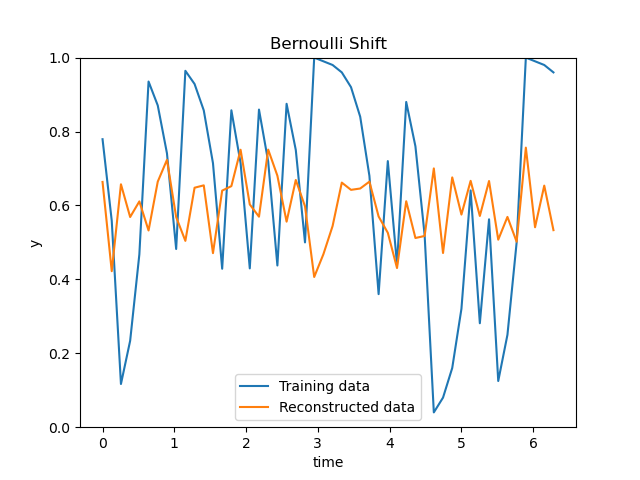 Bernoulli Shift
1.0
0.8
0.6
0.4
0.2
0.0
y
Training data
Reconstructed data
0 1 2 3 4 5 6
time